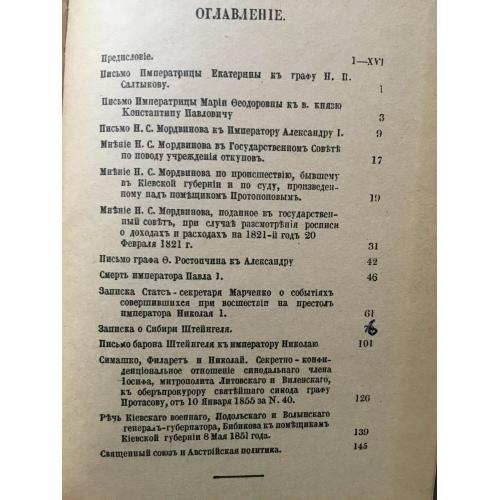 ОГЛАВЛЕНІЕ.
Предисловіе. I—XVI
Письмо Императрицы Екатерины къ графу Н. П.
Салтыкову. 1
Письмо Императрицы Маріи Ѳеодоровны къ в. князю
Константину Павловичу 3
Письмо Н. С. Мордвинова къ Императору Александру I. 9
Мнѣніе Н. С. Мордвинова въ Государственномъ Совѣтѣ
по поводу учрежденія откуповъ. 17
Мнѣніе Н. С. Мордвинова по происшествію, бывшему
въ Кіевской губерніи и по суду, произведен-
ному надъ помѣщикомъ Протопоповымъ. 19
Мнѣніе Н. С. Мордвинова, поданное въ государствен-
ный совѣтъ, при случаѣ разсмотрѣнія росписи
о доходахъ и расходахъ на 1821-й годъ 20
Февраля 1821 г. 31
Письмо графа Ѳ. Ростопчина къ Александру 42
Смерть императора Павла I. 46
Записка Статсъ-секретаря Марченко о событіяхъ
совершившихся при восшествіи на престолъ
императора Николая I. 61
Записка о Сибири Штейнгеля. 76
Письмо барона Штейнгеля къ императору Николаю 101
Симашко, Филаретъ и Николай. Секретно-конфи-
денціональное отношеніе синодальнаго члена
Іосифа, митрополита Литовскаго и Виленскаго,
къ оберъпрокурору святѣйшаго синода графу
Протасову, отъ 10 Января 1855 за N. 40. 126
Рѣчь Кіевскаго военнаго, Подольскаго и Волынскаго
генералъ-губернатора, Бибикова къ помѣщикамъ
Кіевской губерніи 8 Мая 1851 года. 139
Священный союзъ и Австрійская политика. 145